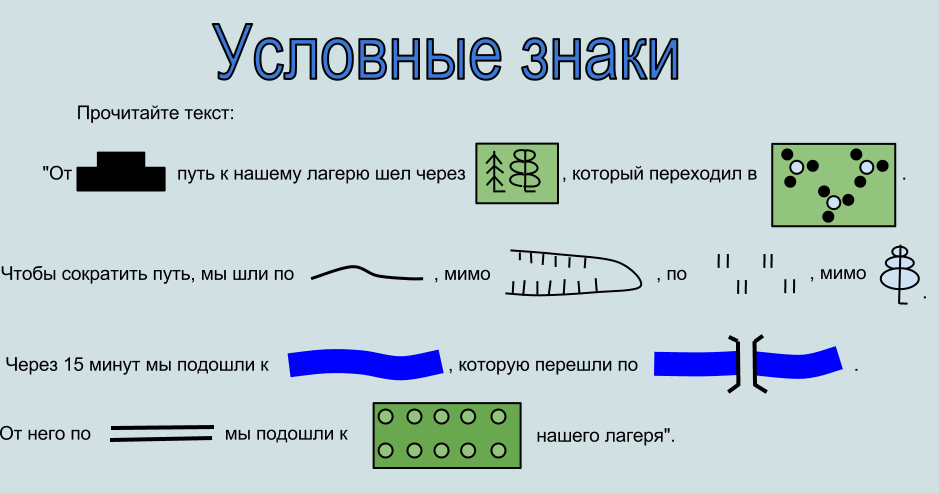 Условные знаки
Прочитайте текст:
"От путь к нашему лагерю шел через , который переходил в .
Чтобы сократить путь, мы шли по , мимо , по , мимо .
Через 15 минут мы подошли к , которую перешли по .
От него по мы подошли к нашего лагеря".